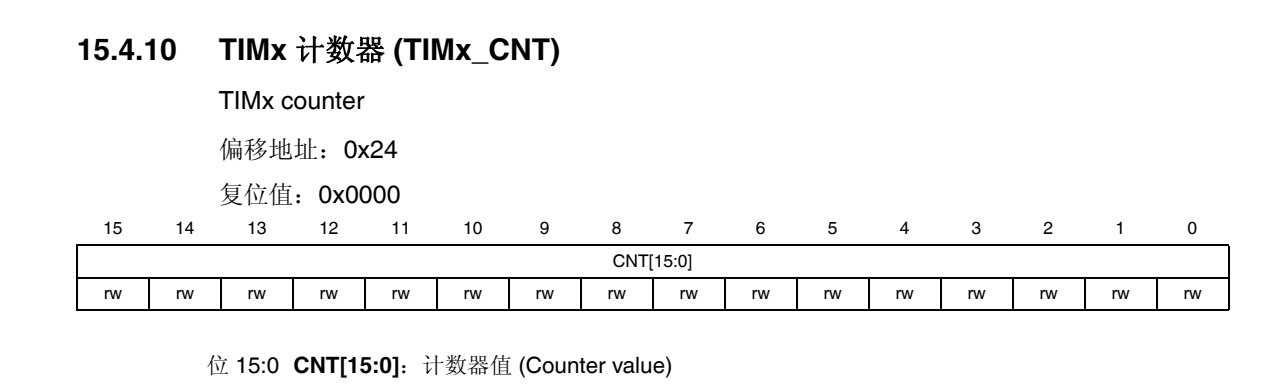 15.4.10 TIMx 计数器 (TIMx_CNT)
TIMx counter
偏移地址：0x24
复位值：0x0000
15 14 13 12 11 10 9 8 7 6 5 4 3 2 1 0
CNT[15:0]
rw rw rw rw rw rw rw rw rw rw rw rw rw rw rw rw
位 15:0 CNT[15:0]：计数器值 (Counter value)